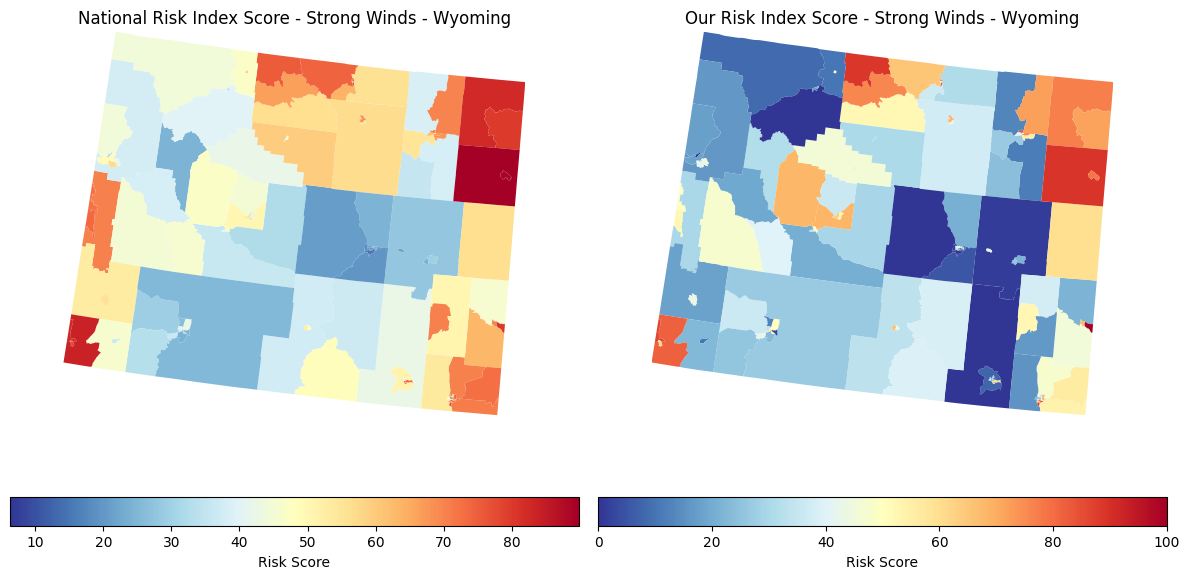 National Risk Index Score - Strong Winds - Wyoming
Our Risk Index Score - Strong Winds - Wyoming
10 20 30 40 50 60 70 80
Risk Score
0 20 40 60 80 100
Risk Score